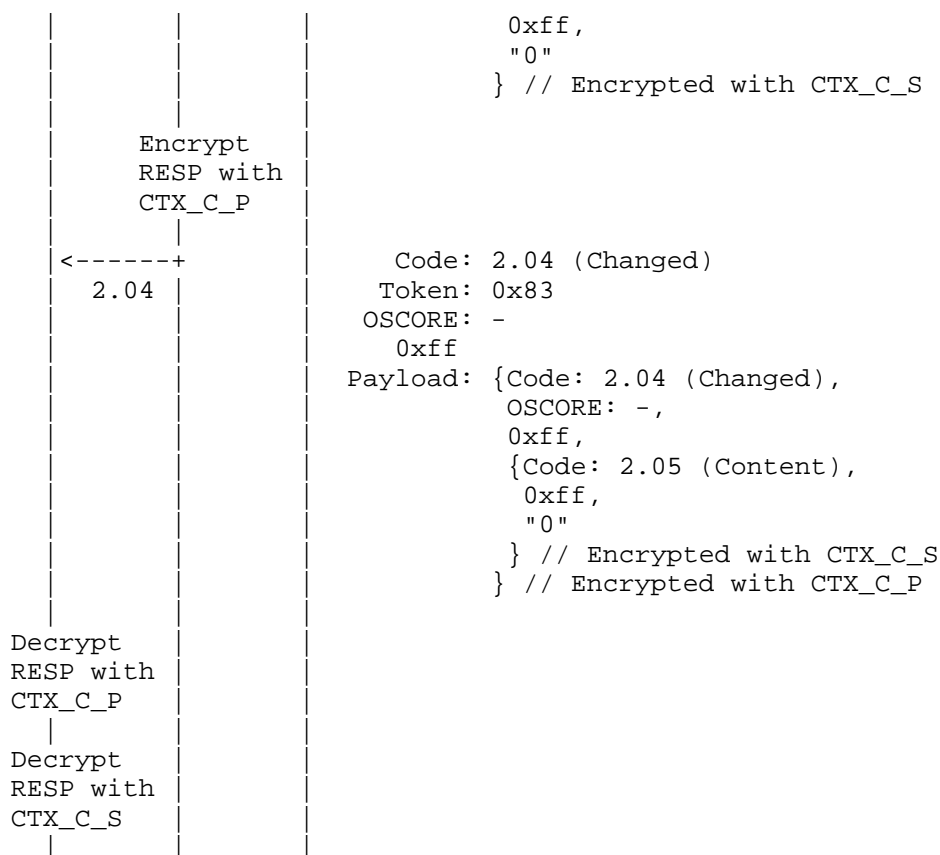 0xff,
"0"
} // Encrypted with CTX_C_S
Encrypt
RESP with
CTX_C_P
<------+ Code: 2.04 (Changed)
2.04 Token: 0x83
OSCORE: -
0xff
Payload: {Code: 2.04 (Changed),
OSCORE: -,
0xff,
{Code: 2.05 (Content),
0xff,
"0"
} // Encrypted with CTX_C_S
} // Encrypted with CTX_C_P
Decrypt
RESP with
CTX_C_P
Decrypt
RESP with
CTX_C_S